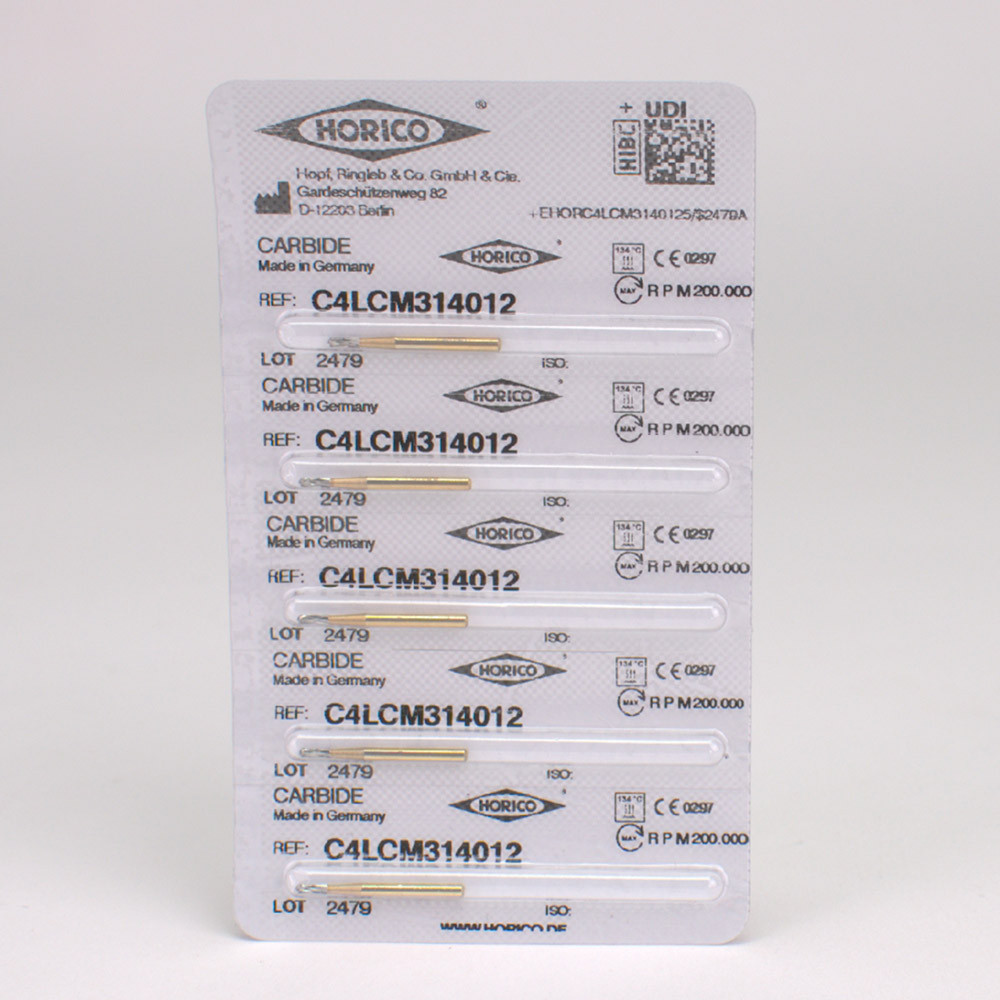 HORICO ®
+ UDI
HIBC
Hopf, Ringleb & Co. GmbH & Cie.
Gardeschützenweg 82
D-12203 Berlin
+EHORC4LCM3140125/$2479A
CARBIDE
Made in Germany
HORICO
134 °C
CE 0297
MAX RPM 200.000
REF: C4LCM314012
LOT 2479 ISO:
CARBIDE
Made in Germany
HORICO
134 °C
CE 0297
MAX RPM 200.000
REF: C4LCM314012
LOT 2479 ISO:
CARBIDE
Made in Germany
HORICO
134 °C
CE 0297
MAX RPM 200.000
REF: C4LCM314012
LOT 2479 ISO:
CARBIDE
Made in Germany
HORICO
134 °C
CE 0297
MAX RPM 200.000
REF: C4LCM314012
LOT 2479 ISO:
CARBIDE
Made in Germany
HORICO
134 °C
CE 0297
MAX RPM 200.000
REF: C4LCM314012
LOT 2479 ISO:
WWW.HORICO.DE